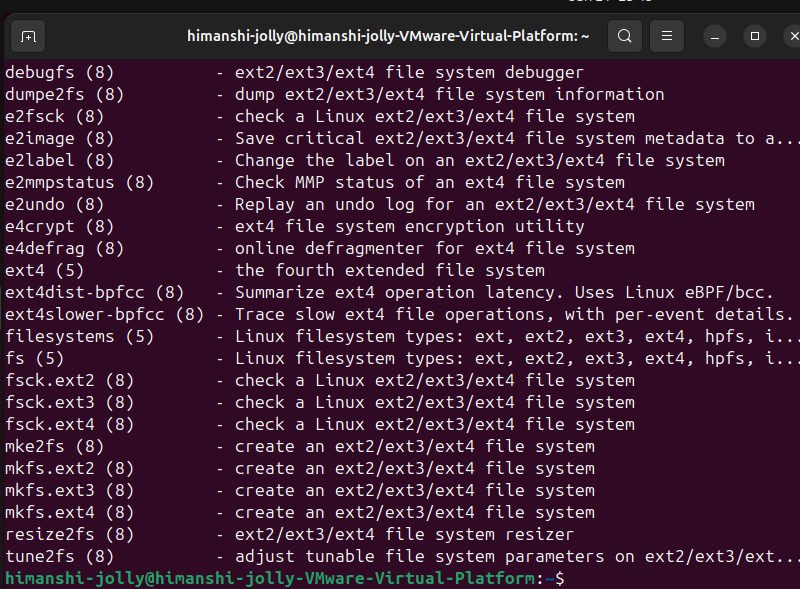 himanshi-jolly@himanshi-jolly-VMware-Virtual-Platform: ~
debugfs (8)          - ext2/ext3/ext4 file system debugger
dumpe2fs (8)         - dump ext2/ext3/ext4 file system information
e2fsck (8)           - check a Linux ext2/ext3/ext4 file system
e2image (8)          - Save critical ext2/ext3/ext4 file system metadata to a...
e2label (8)          - Change the label on an ext2/ext3/ext4 file system
e2mmpstatus (8)      - Check MMP status of an ext4 file system
e2undo (8)           - Replay an undo log for an ext2/ext3/ext4 file system
e4crypt (8)          - ext4 file system encryption utility
e4defrag (8)         - online defragmenter for ext4 file system
ext4 (5)             - the fourth extended file system
ext4dist-bpfcc (8)   - Summarize ext4 operation latency. Uses Linux eBPF/bcc.
ext4slower-bpfcc (8) - Trace slow ext4 file operations, with per-event details.
filesystems (5)      - Linux filesystem types: ext, ext2, ext3, ext4, hpfs, i...
fs (5)               - Linux filesystem types: ext, ext2, ext3, ext4, hpfs, i...
fsck.ext2 (8)        - check a Linux ext2/ext3/ext4 file system
fsck.ext3 (8)        - check a Linux ext2/ext3/ext4 file system
fsck.ext4 (8)        - check a Linux ext2/ext3/ext4 file system
mke2fs (8)           - create an ext2/ext3/ext4 file system
mkfs.ext2 (8)        - create an ext2/ext3/ext4 file system
mkfs.ext3 (8)        - create an ext2/ext3/ext4 file system
mkfs.ext4 (8)        - create an ext2/ext3/ext4 file system
resize2fs (8)        - ext2/ext3/ext4 file system resizer
tune2fs (8)          - adjust tunable file system parameters on ext2/ext3/ext...
himanshi-jolly@himanshi-jolly-VMware-Virtual-Platform:~$